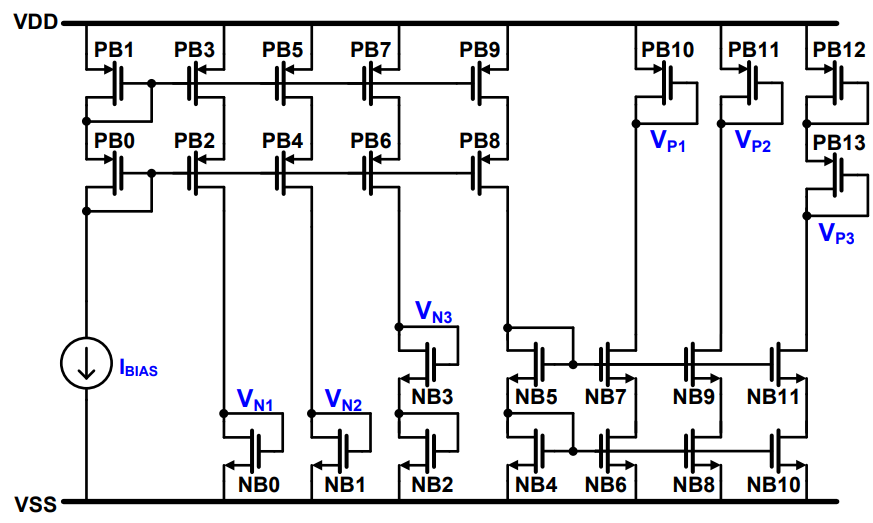 VDD
PB1 PB3 PB5 PB7 PB9 PB10 PB11 PB12
PB0 PB2 PB4 PB6 PB8 VP1 VP2 PB13
VP3
VN3
IBIAS
NB3 NB5 NB7 NB9 NB11
VN1 VN2
NB0 NB1 NB2 NB4 NB6 NB8 NB10
VSS